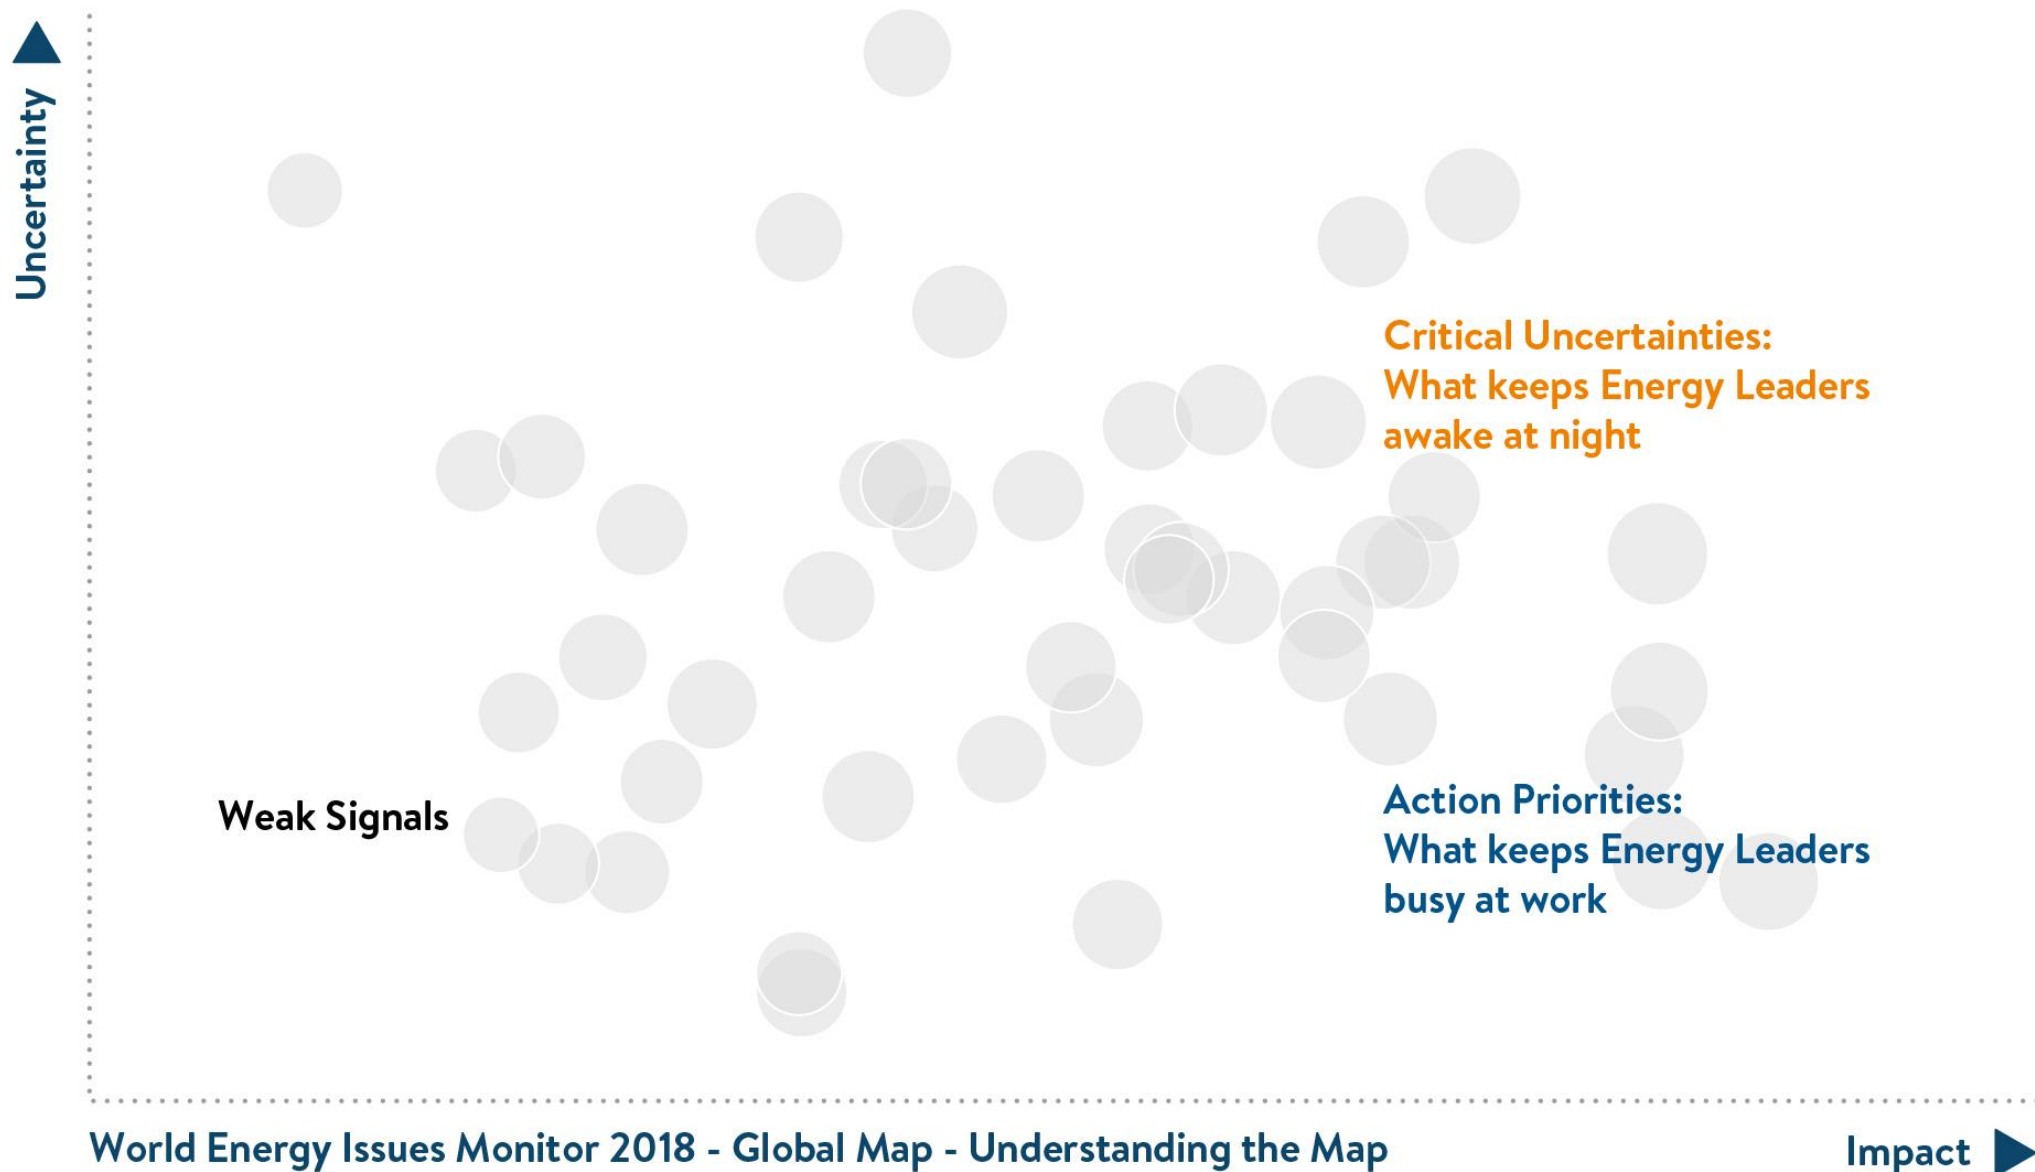 Uncertainty
Critical Uncertainties:
What keeps Energy Leaders
awake at night
Weak Signals
Action Priorities:
What keeps Energy Leaders
busy at work
World Energy Issues Monitor 2018 - Global Map - Understanding the Map
Impact